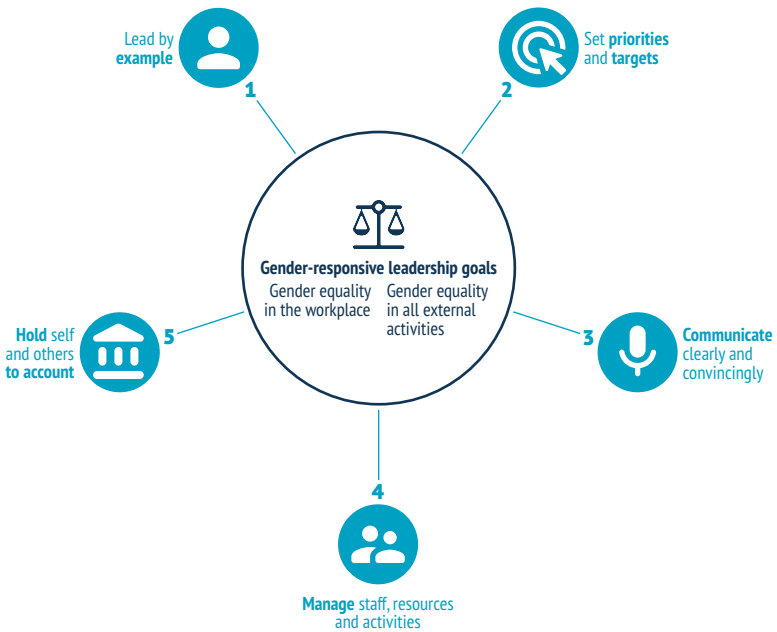 Lead by
example
1
Set priorities
and targets
2
Gender-responsive leadership goals
Gender equality
in the workplace
Gender equality
in all external
activities
3
Communicate
clearly and
convincingly
4
Manage staff, resources
and activities
5
Hold self
and others
to account